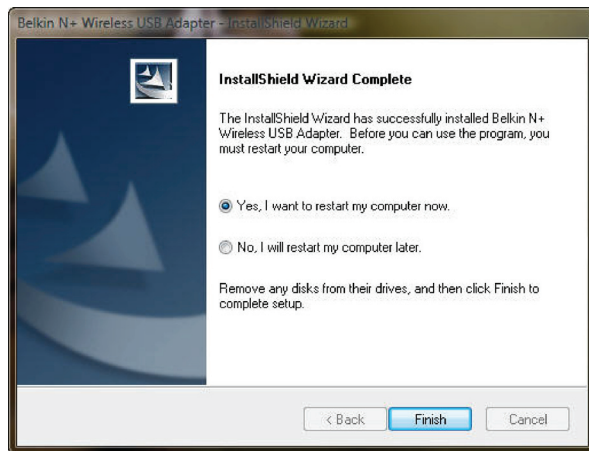 Belkin N+ Wireless USB Adapter - InstallShield Wizard
InstallShield Wizard Complete
The InstallShield Wizard has successfully installed Belkin N+
Wireless USB Adapter.  Before you can use the program, you
must restart your computer.
Yes, I want to restart my computer now.
No, I will restart my computer later.
Remove any disks from their drives, and then click Finish to
complete setup.
< Back
Finish
Cancel